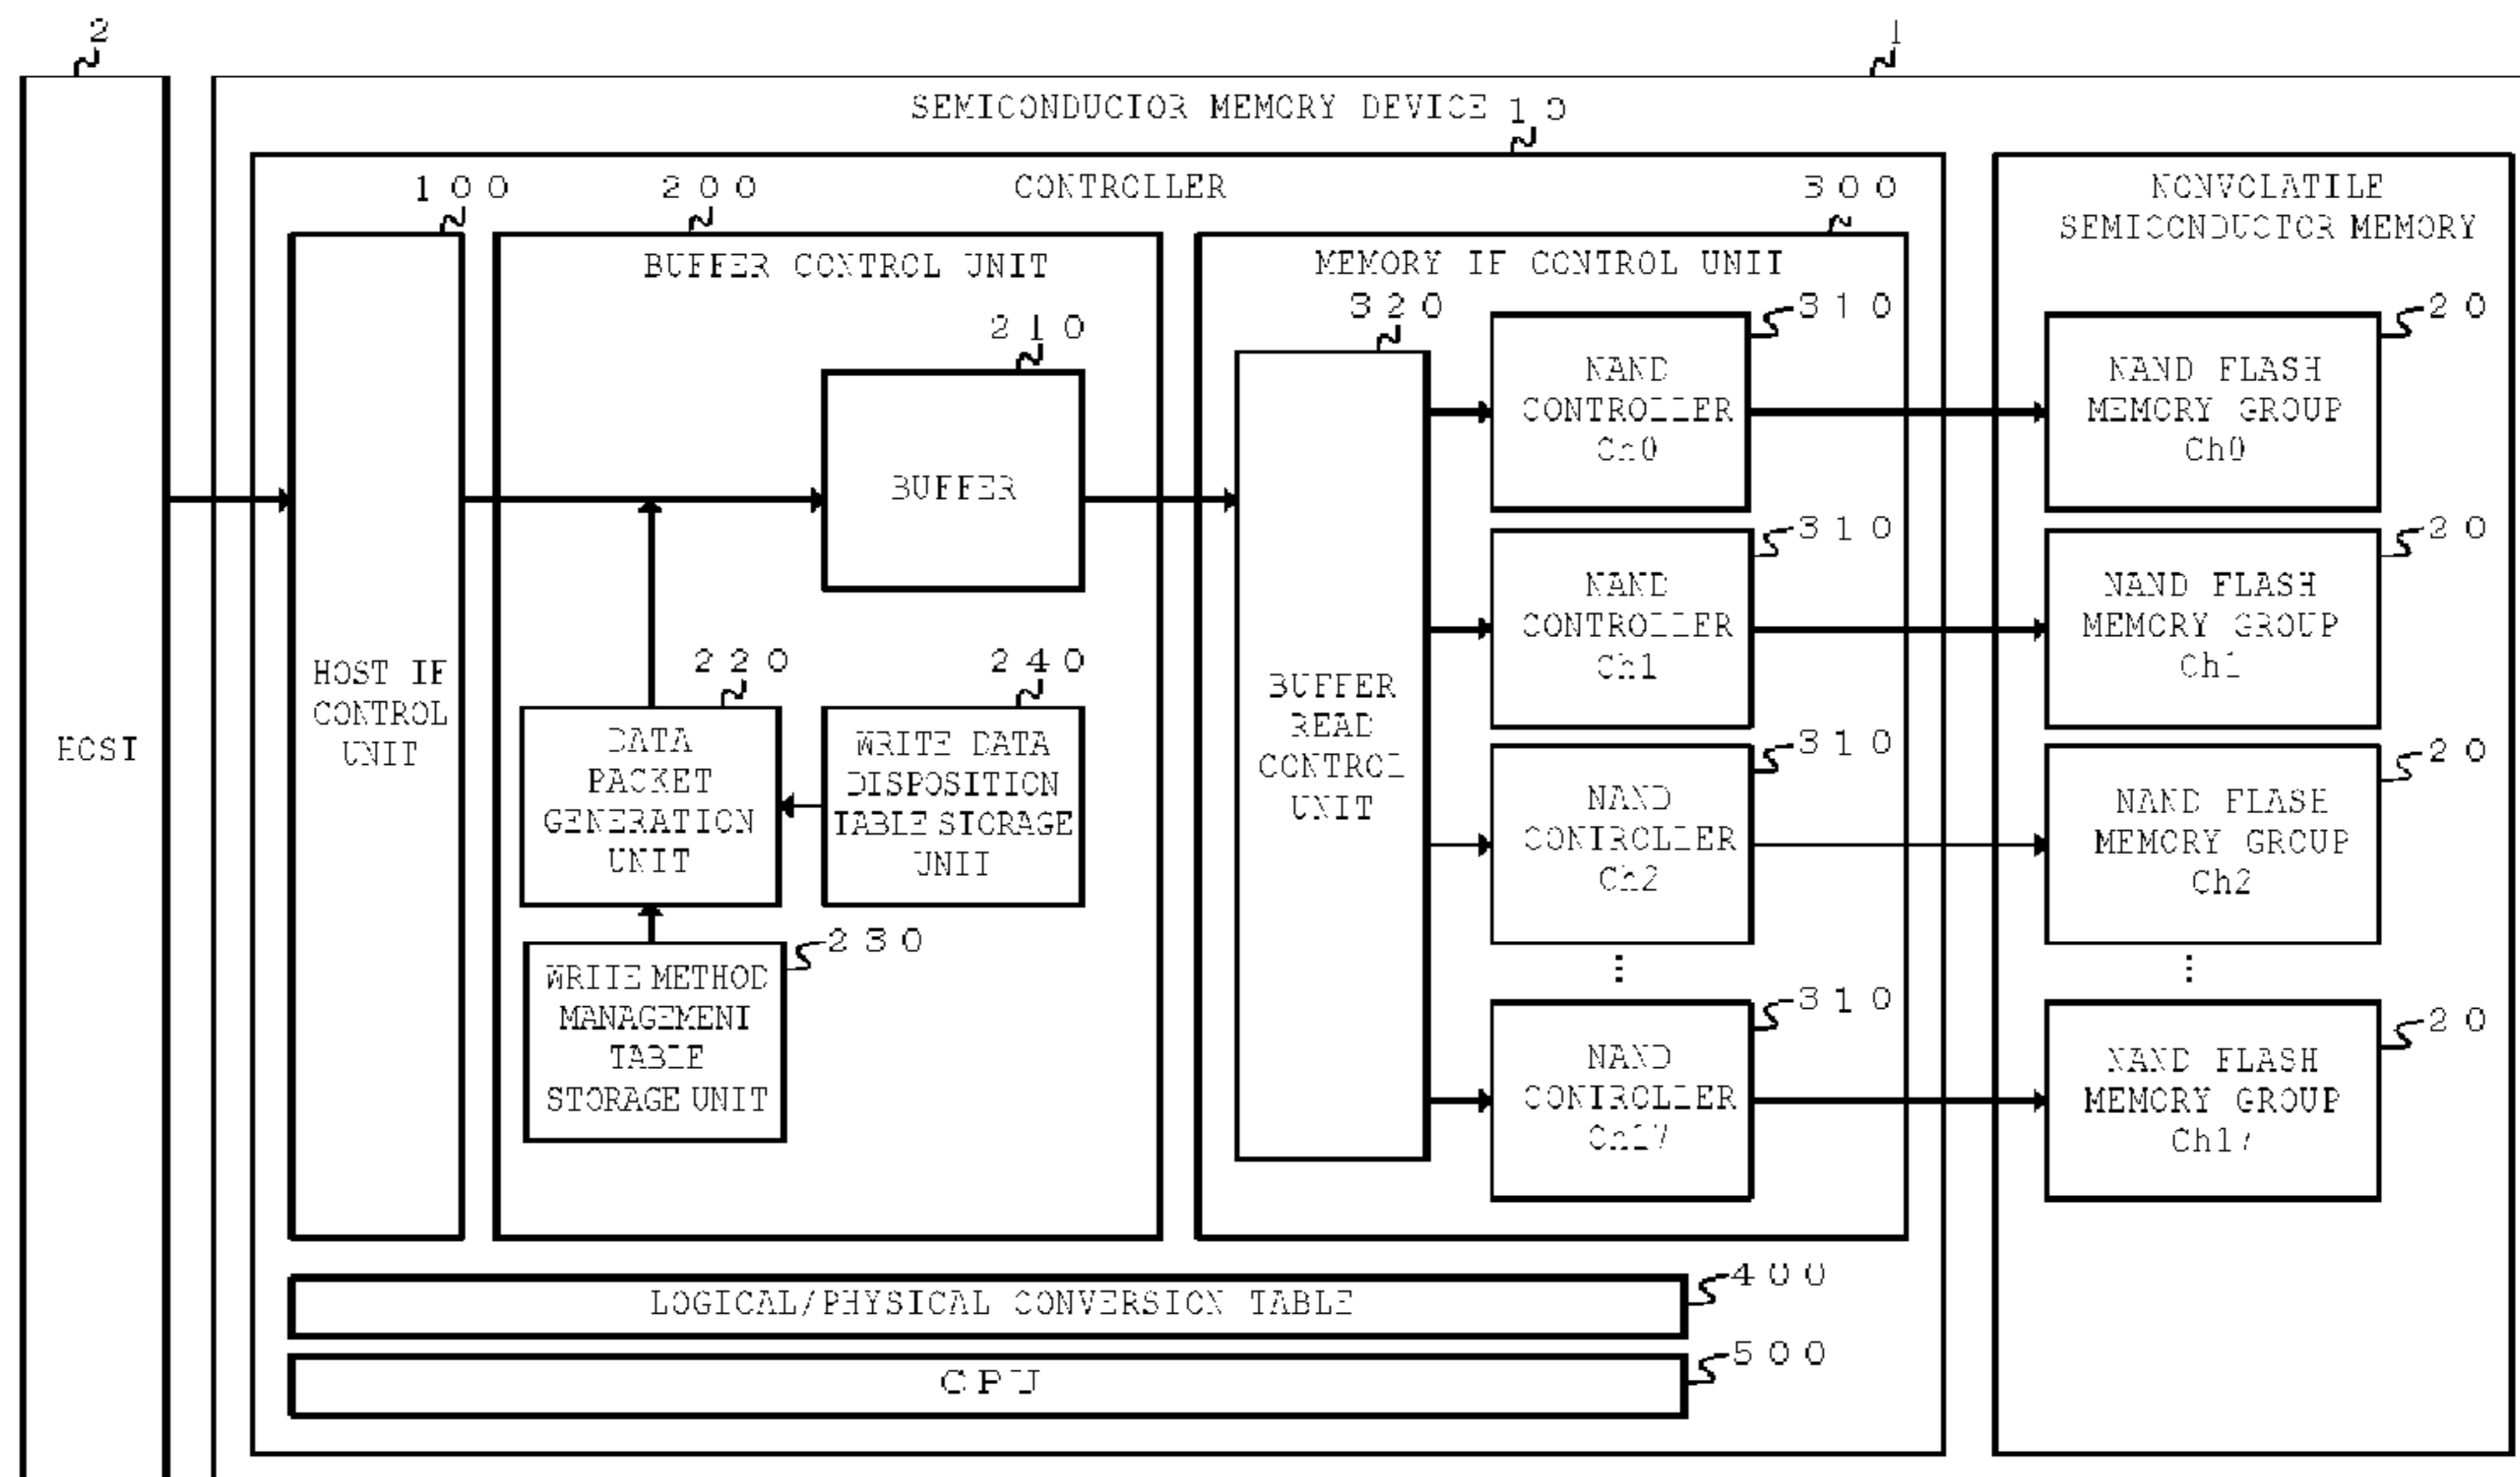 2
1
SEMICONDUCTOR MEMORY DEVICE
10
CONTROLLER
100
200
300
NONVOLATILE
SEMICONDUCTOR MEMORY
BUFFER CONTROL UNIT
MEMORY IF CONTROL UNIT
HOST
HOST IF
CONTROL
UNIT
210
BUFFER
220
DATA
PACKET
GENERATION
UNIT
240
WRITE DATA
DISPOSITION
TABLE STORAGE
UNIT
230
WRITE METHOD
MANAGEMENT
TABLE
STORAGE UNIT
320
BUFFER
READ
CONTROL
UNIT
310
NAND
CONTROLLER
Ch0
310
NAND
CONTROLLER
Ch1
310
NAND
CONTROLLER
Ch2
⋮
310
NAND
CONTROLLER
Ch17
20
NAND FLASH
MEMORY GROUP
Ch0
20
NAND FLASH
MEMORY GROUP
Ch1
20
NAND FLASH
MEMORY GROUP
Ch2
⋮
20
NAND FLASH
MEMORY GROUP
Ch17
400
LOGICAL/PHYSICAL CONVERSION TABLE
500
CPU